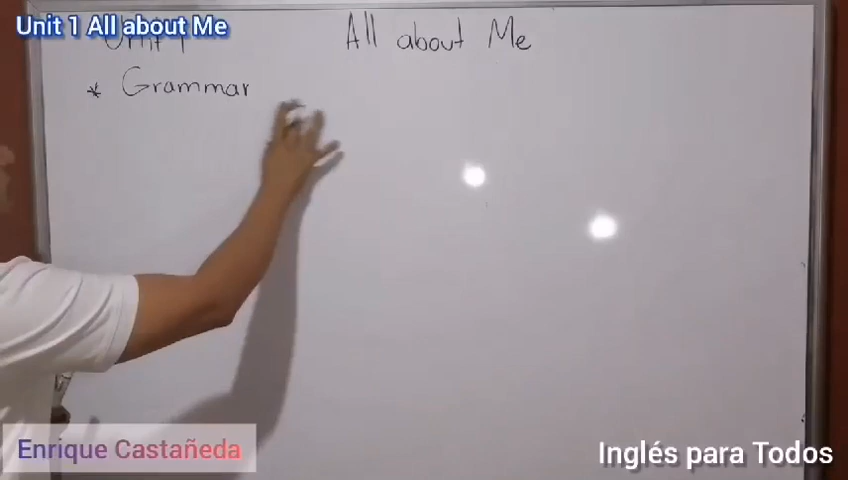 Unit 1 All about Me
Unit 1 All about Me
* Grammar
Enrique Castañeda
Inglés para Todos